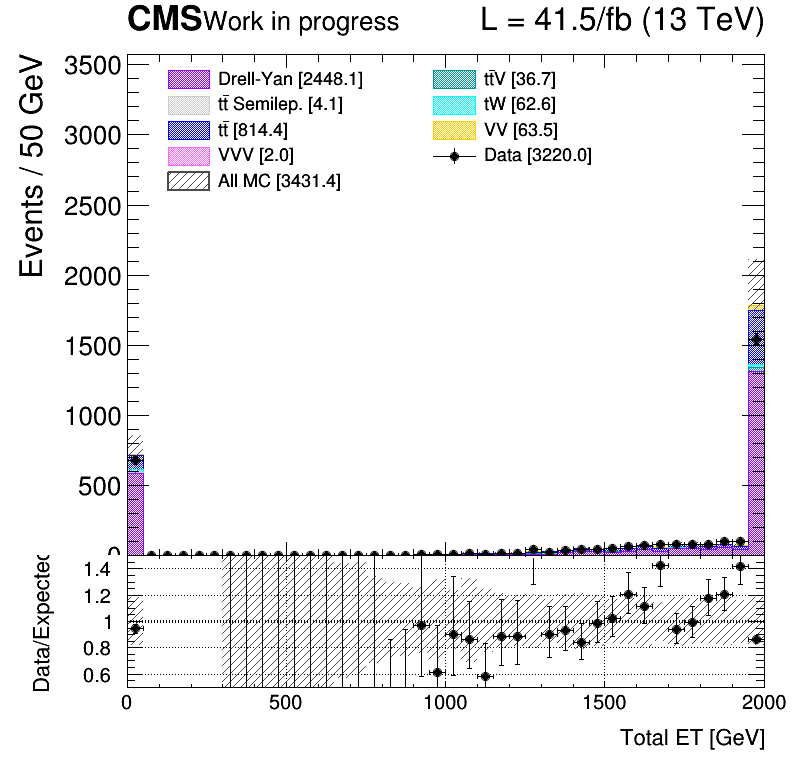 CMS Work in progress L = 41.5/fb (13 TeV)
Events / 50 GeV
3500
3000
2500
2000
1500
1000
500
0
Drell-Yan [2448.1]
tt̄ Semilep. [4.1]
tt̄ [814.4]
VVV [2.0]
All MC [3431.4]
tt̄V [36.7]
tW [62.6]
VV [63.5]
Data [3220.0]
Data/Expected
1.4
1.2
1
0.8
0.6
0 500 1000 1500 2000
Total ET [GeV]